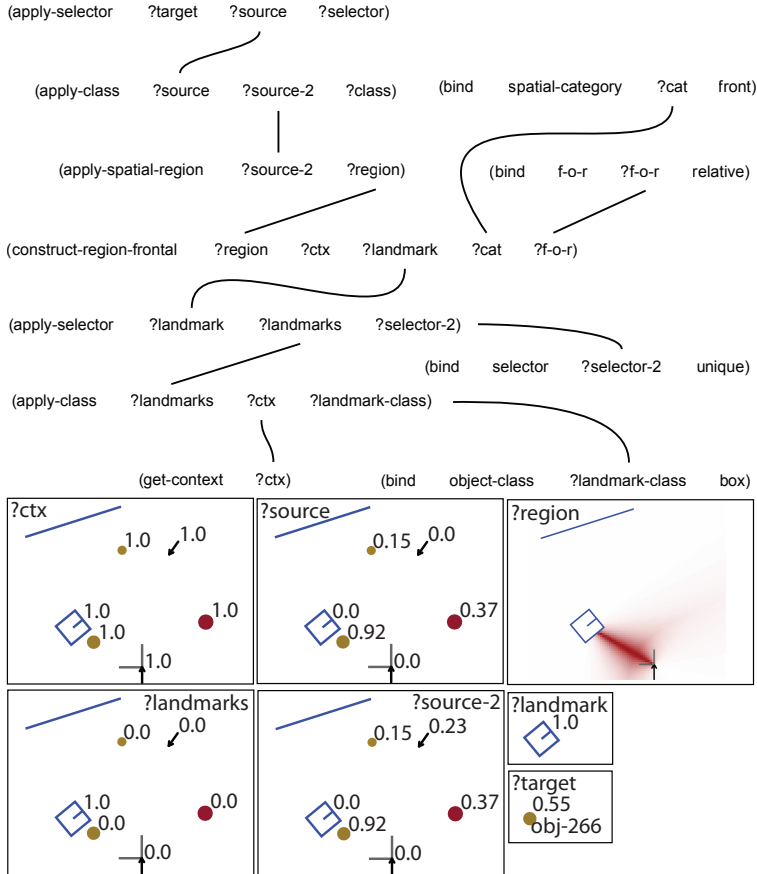 (apply-selector ?target ?source ?selector)
(apply-class ?source ?source-2 ?class) (bind spatial-category ?cat front)
(apply-spatial-region ?source-2 ?region) (bind f-o-r ?f-o-r relative)
(construct-region-frontal ?region ?ctx ?landmark ?cat ?f-o-r)
(apply-selector ?landmark ?landmarks ?selector-2)
(bind selector ?selector-2 unique)
(apply-class ?landmarks ?ctx ?landmark-class)
(get-context ?ctx) (bind object-class ?landmark-class box)
?ctx
1.0
1.0
1.0
1.0
1.0
1.0
?source
0.15
0.0
0.0
0.37
0.92
0.0
?region
?landmarks
0.0
0.0
1.0
0.0
0.0
0.0
?source-2
0.15
0.23
0.0
0.37
0.92
0.0
?landmark
1.0
?target
0.55
obj-266